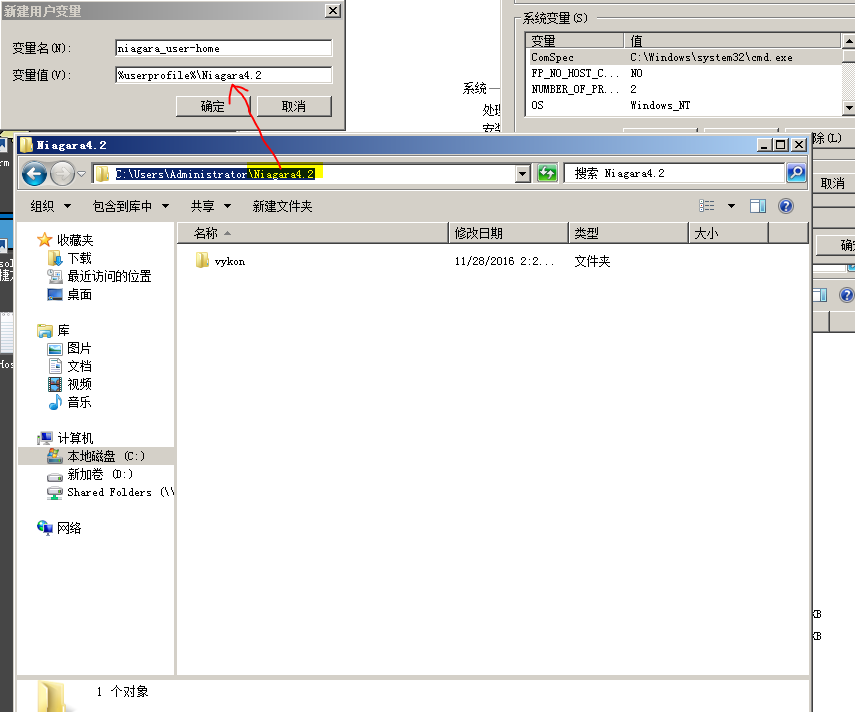 新建用户变量
变量名(N):
niagara_user-home
变量值(V):
%userprofile%\Niagara4.2
确定
取消
系统变量(S)
变量
值
ComSpec
C:\Windows\system32\cmd.exe
FP_NO_HOST_C...
NO
NUMBER_OF_PR...
2
OS
Windows_NT
系统
处理
安装
除(L)
取消
确定
Niagara4.2
C:\Users\Administrator\Niagara4.2
搜索 Niagara4.2
组织
包含到库中
共享
新建文件夹
收藏夹
下载
最近访问的位置
桌面
库
图片
文档
视频
音乐
计算机
本地磁盘 (C:)
新加卷 (D:)
Shared Folders (\\
网络
名称
修改日期
类型
大小
vykon
11/28/2016 2:2...
文件夹
KB
KB
1 个对象